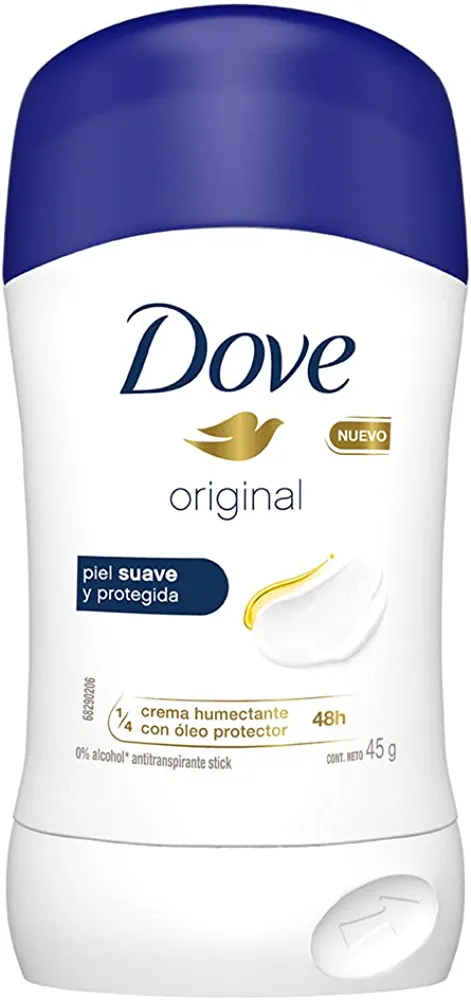 Dove
NUEVO
original
piel suave
y protegida
68290206
1/4 crema humectante
con óleo protector
48h
0% alcohol* antitranspirante stick
CONT. NETO 45 g